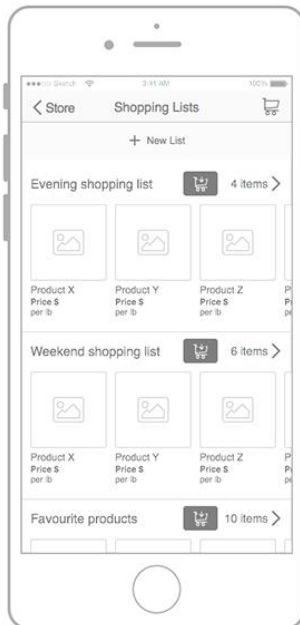 Sketch 3:41 AM 100%
< Store Shopping Lists
+ New List
Evening shopping list 4 items >
Product X Product Y Product Z P
Price $ Price $ Price $ P
per lb per lb per lb p
Weekend shopping list 6 items >
Product X Product Y Product Z P
Price $ Price $ Price $ P
per lb per lb per lb p
Favourite products 10 items >